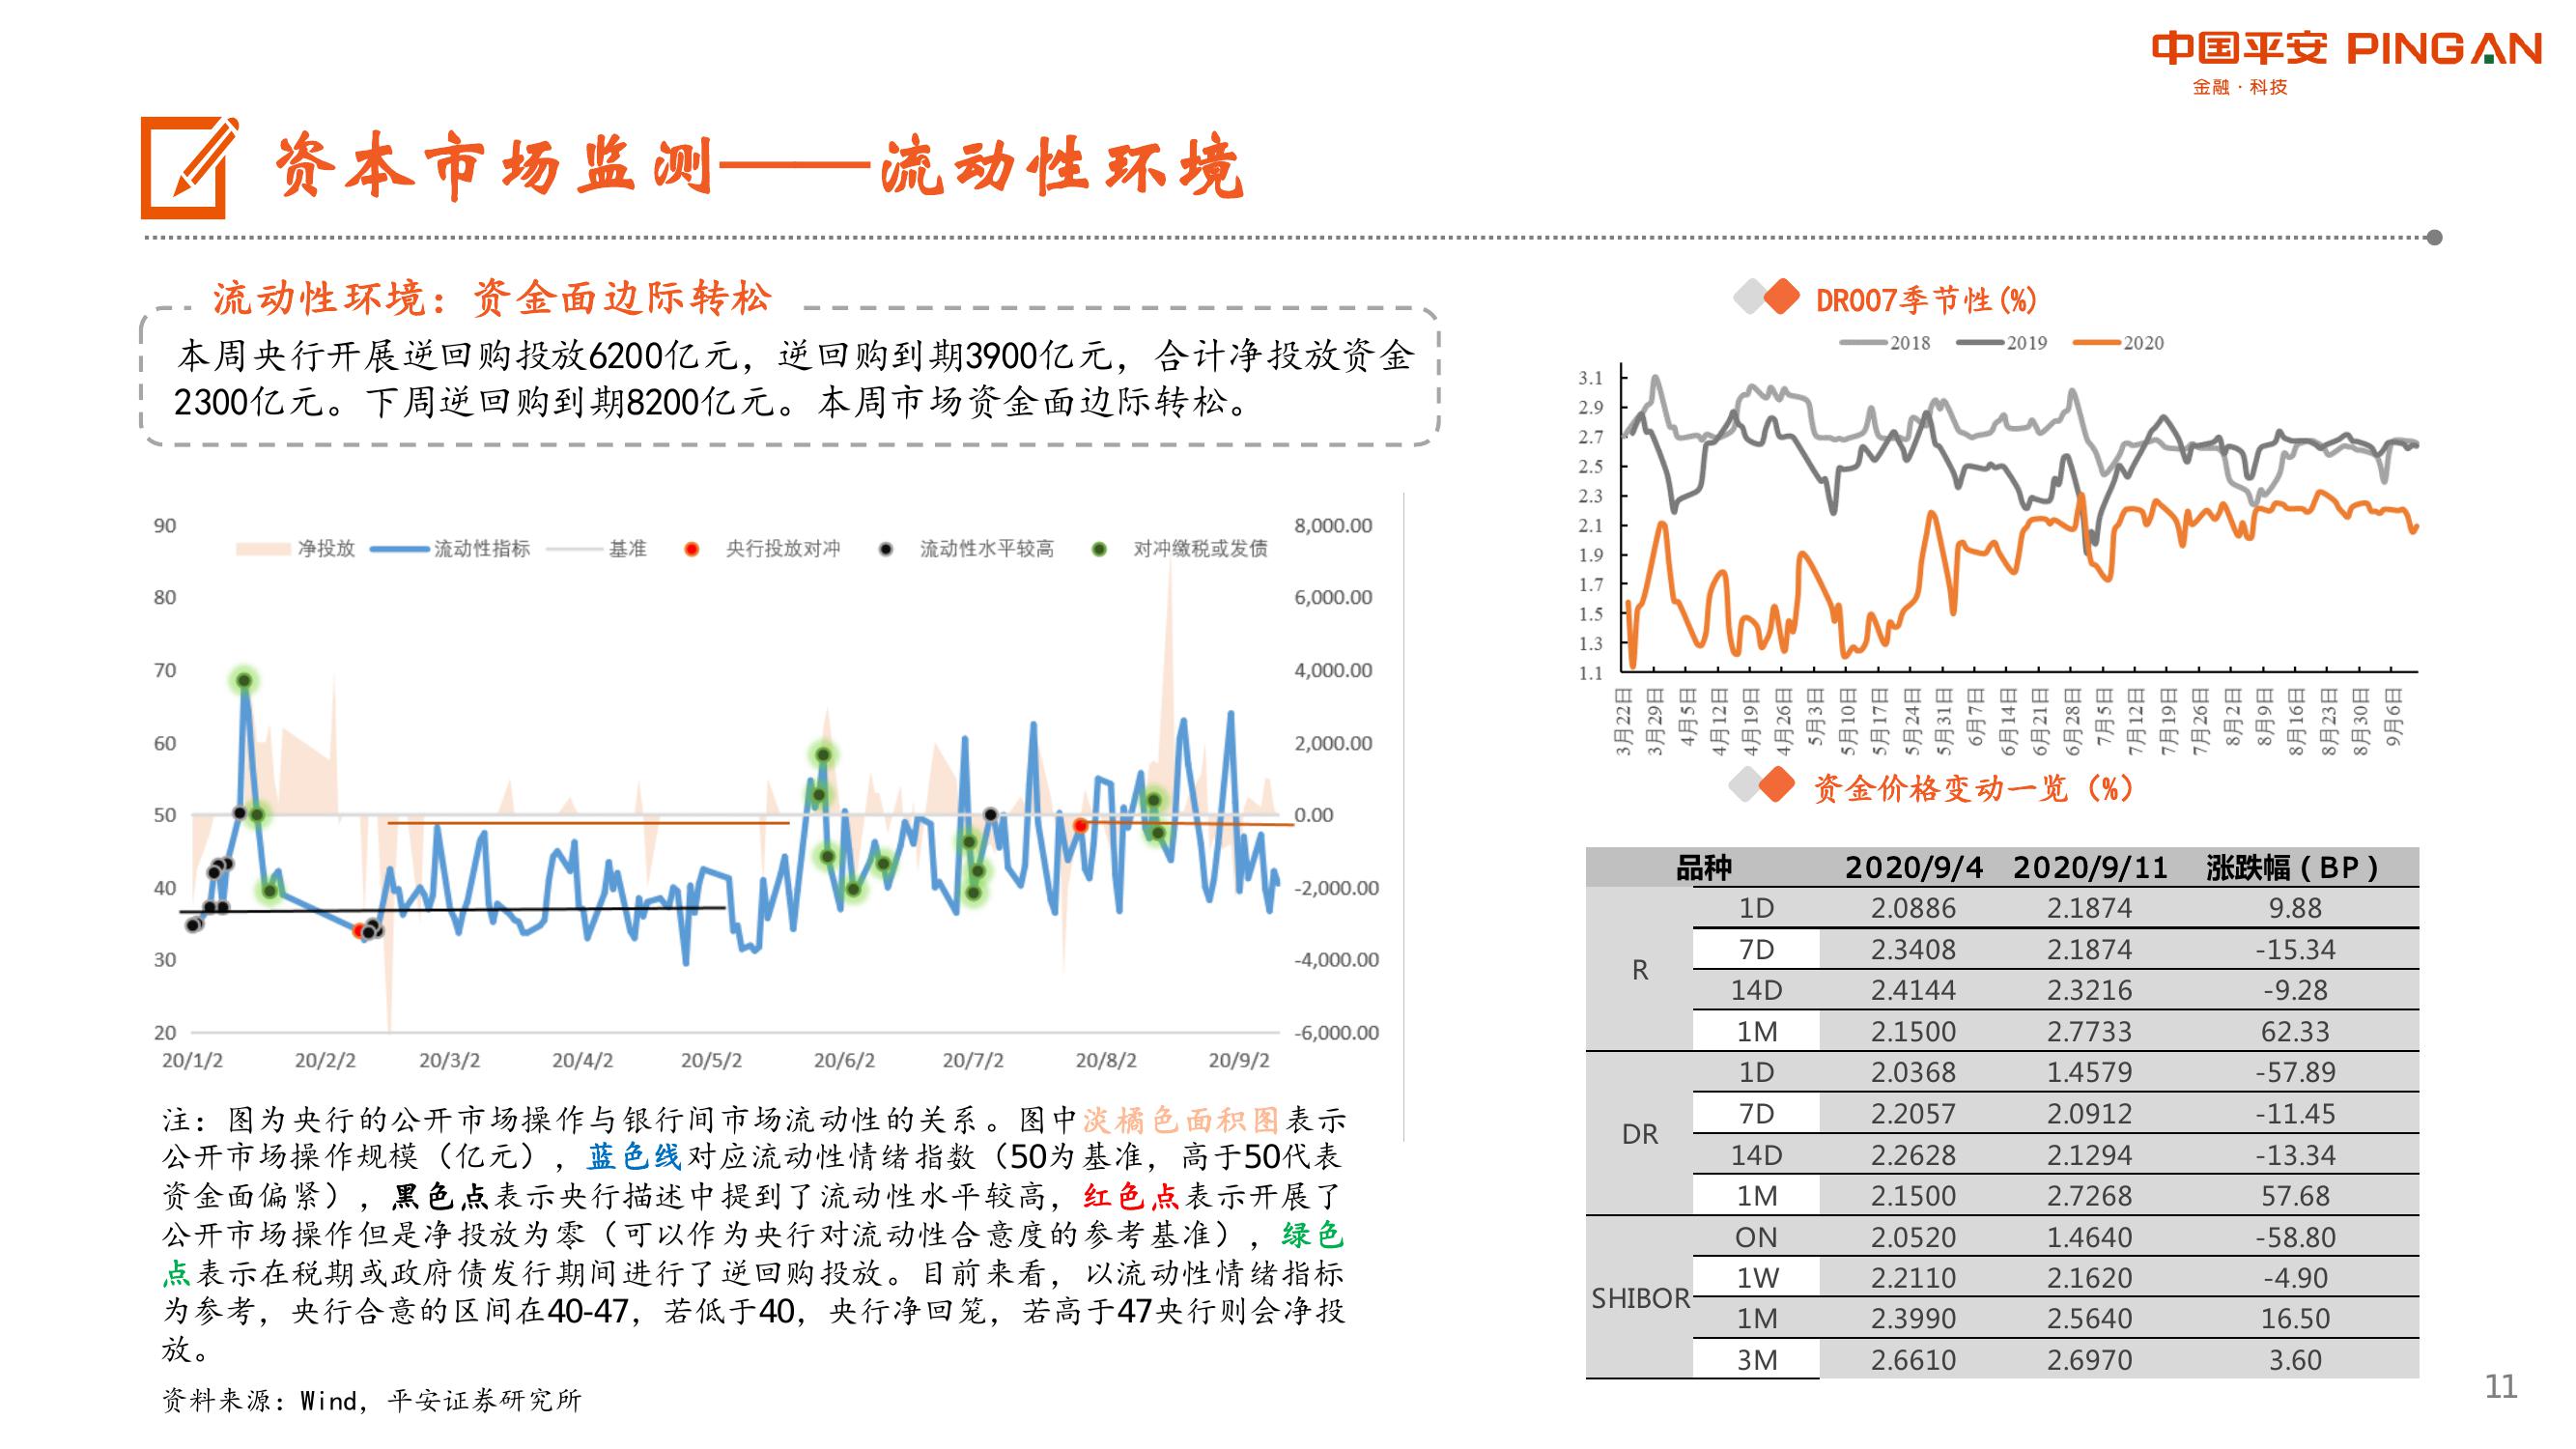 中国平安 PINGAN
金融·科技
资本市场监测——流动性环境
流动性环境：资金面边际转松
本周央行开展逆回购投放6200亿元，逆回购到期3900亿元，合计净投放资金
2300亿元。下周逆回购到期8200亿元。本周市场资金面边际转松。
90
80
70
60
50
40
30
20
净投放 流动性指标 基准 央行投放对冲 流动性水平较高 对冲缴税或发债
8,000.00
6,000.00
4,000.00
2,000.00
0.00
-2,000.00
-4,000.00
-6,000.00
20/1/2 20/2/2 20/3/2 20/4/2 20/5/2 20/6/2 20/7/2 20/8/2 20/9/2
注：图为央行的公开市场操作与银行间市场流动性的关系。图中淡橘色面积图表示
公开市场操作规模（亿元），蓝色线对应流动性情绪指数（50为基准，高于50代表
资金面偏紧），黑色点表示央行描述中提到了流动性水平较高，红色点表示开展了
公开市场操作但是净投放为零（可以作为央行对流动性合意度的参考基准），绿色
点表示在税期或政府债发行期间进行了逆回购投放。目前来看，以流动性情绪指标
为参考，央行合意的区间在40-47，若低于40，央行净回笼，若高于47央行则会净投
放。
资料来源：Wind，平安证券研究所
DR007季节性(%)
2018 2019 2020
3.1
2.9
2.7
2.5
2.3
2.1
1.9
1.7
1.5
1.3
1.1
3月22日 3月29日 4月5日 4月12日 4月19日 4月26日 5月3日 5月10日 5月17日 5月24日 5月31日 6月7日 6月14日 6月21日 6月28日 7月5日 7月12日 7月19日 7月26日 8月2日 8月9日 8月16日 8月23日 8月30日 9月6日
资金价格变动一览（%）
品种 2020/9/4 2020/9/11 涨跌幅（BP）
R
1D 2.0886 2.1874 9.88
7D 2.3408 2.1874 -15.34
14D 2.4144 2.3216 -9.28
1M 2.1500 2.7733 62.33
DR
1D 2.0368 1.4579 -57.89
7D 2.2057 2.0912 -11.45
14D 2.2628 2.1294 -13.34
1M 2.1500 2.7268 57.68
SHIBOR
ON 2.0520 1.4640 -58.80
1W 2.2110 2.1620 -4.90
1M 2.3990 2.5640 16.50
3M 2.6610 2.6970 3.60
11